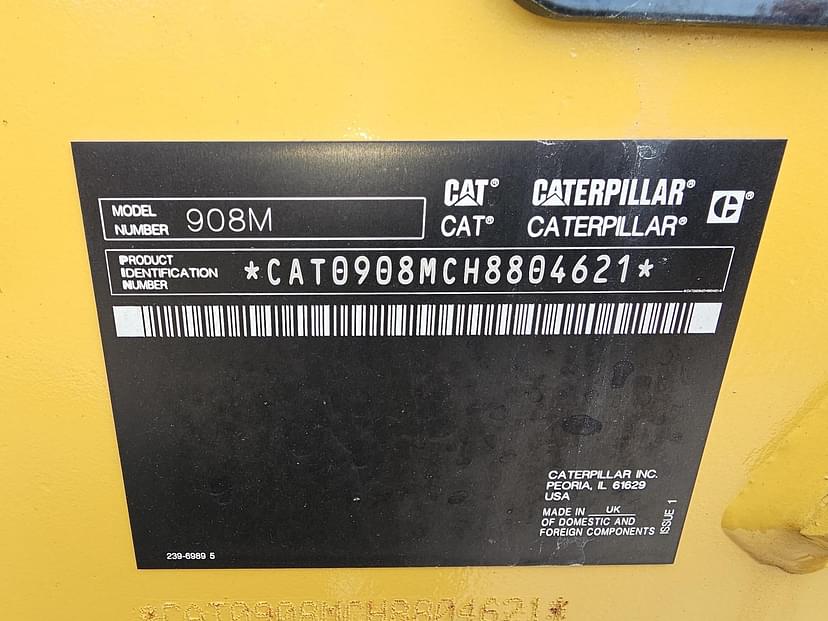 MODEL NUMBER 908M
CAT® CATERPILLAR®
CAT® CATERPILLAR®
PRODUCT
IDENTIFICATION
NUMBER
*CAT0908MCH8804621*
CATERPILLAR INC.
PEORIA, IL 61629
USA
MADE IN UK
OF DOMESTIC AND
FOREIGN COMPONENTS
ISSUE 1
239-6989 5
*CAT0908MCH8804621*